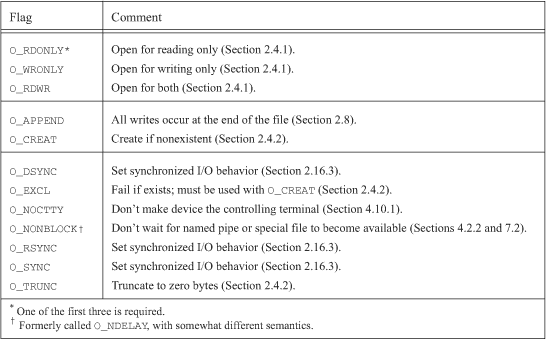 Flag Comment
O_RDONLY* Open for reading only (Section 2.4.1).
O_WRONLY Open for writing only (Section 2.4.1).
O_RDWR Open for both (Section 2.4.1).
O_APPEND All writes occur at the end of the file (Section 2.8).
O_CREAT Create if nonexistent (Section 2.4.2).
O_DSYNC Set synchronized I/O behavior (Section 2.16.3).
O_EXCL Fail if exists; must be used with O_CREAT (Section 2.4.2).
O_NOCTTY Don’t make device the controlling terminal (Section 4.10.1).
O_NONBLOCK† Don’t wait for named pipe or special file to become available (Sections 4.2.2 and 7.2).
O_RSYNC Set synchronized I/O behavior (Section 2.16.3).
O_SYNC Set synchronized I/O behavior (Section 2.16.3).
O_TRUNC Truncate to zero bytes (Section 2.4.2).
* One of the first three is required.
† Formerly called O_NDELAY, with somewhat different semantics.